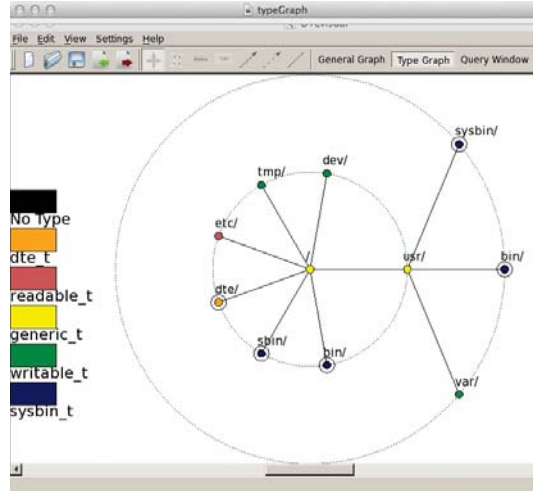 typeGraph
File Edit View Settings Help
General Graph Type Graph Query Window
sysbin/
dev/
tmp/
etc/
/
usr/
bin/
dte/
sbin/
bin/
var/
No Type
dte_t
readable_t
generic_t
writable_t
sysbin_t